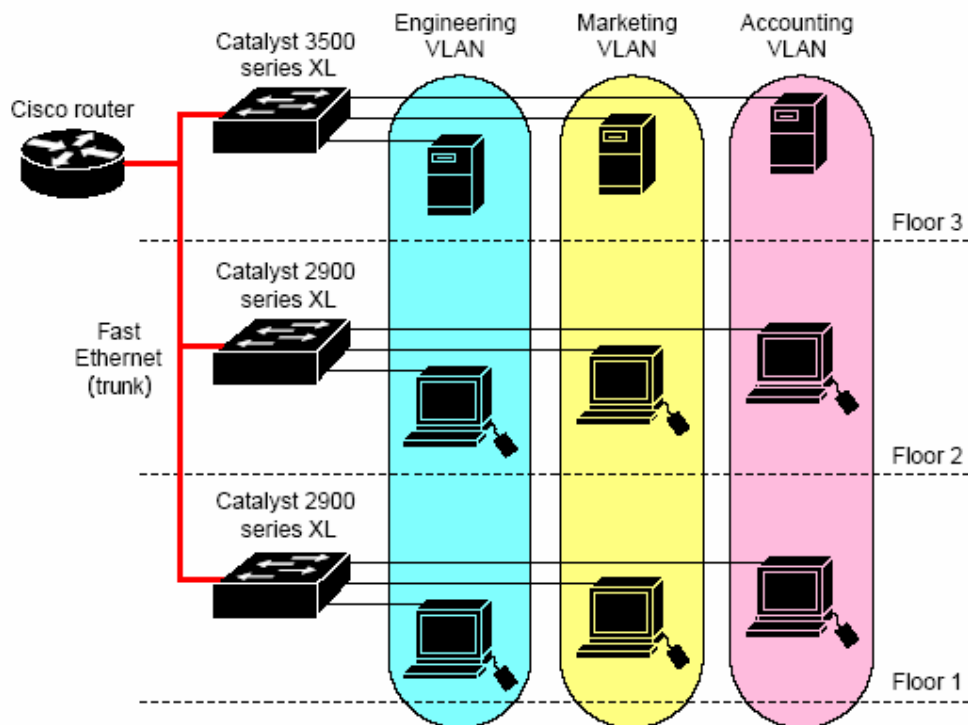 Engineering
VLAN
Marketing
VLAN
Accounting
VLAN
Catalyst 3500
series XL
Cisco router
Floor 3
Catalyst 2900
series XL
Fast
Ethernet
(trunk)
Floor 2
Catalyst 2900
series XL
Floor 1